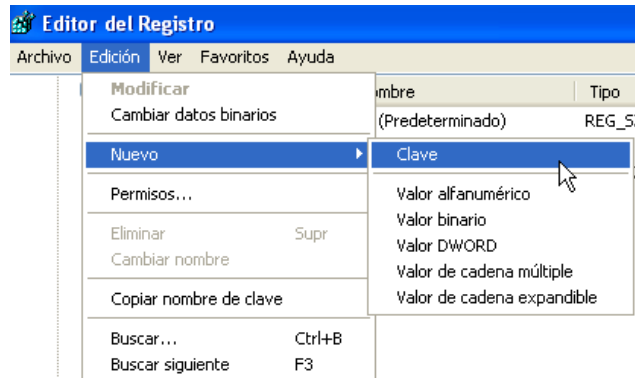 Editor del Registro
Archivo Edición Ver Favoritos Ayuda
Modificar
Cambiar datos binarios
Nuevo
Permisos...
Eliminar Supr
Cambiar nombre
Copiar nombre de clave
Buscar... Ctrl+B
Buscar siguiente F3
Tipo
(Predeterminado)
Clave
Valor alfanumérico
Valor binario
Valor DWORD
Valor de cadena múltiple
Valor de cadena expandible